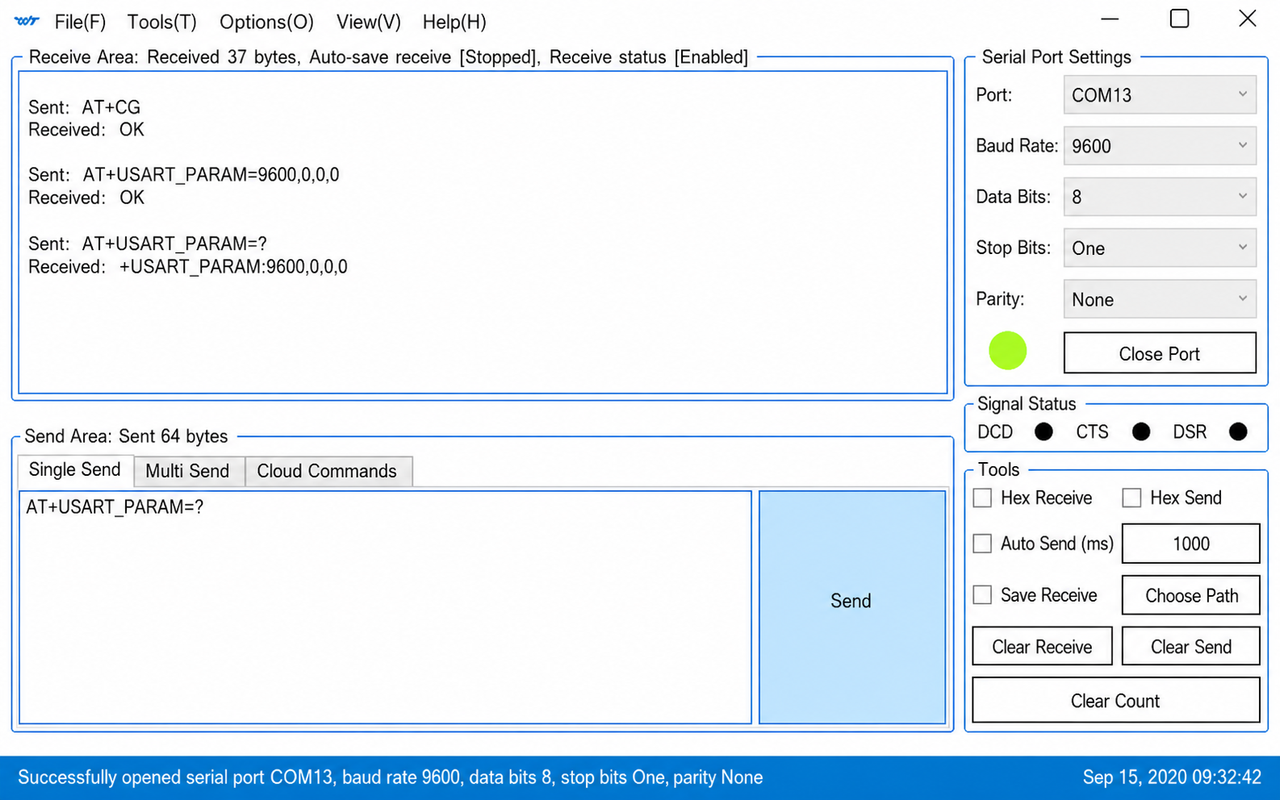 File(F) Tools(T) Options(O) View(V) Help(H)
Receive Area: Received 37 bytes, Auto-save receive [Stopped], Receive status [Enabled]
Sent: AT+CG
Received: OK
Sent: AT+USART_PARAM=9600,0,0,0
Received: OK
Sent: AT+USART_PARAM=?
Received: +USART_PARAM:9600,0,0,0
Send Area: Sent 64 bytes
Single Send Multi Send Cloud Commands
AT+USART_PARAM=?
Send
Serial Port Settings
Port: COM13
Baud Rate: 9600
Data Bits: 8
Stop Bits: One
Parity: None
Close Port
Signal Status
DCD CTS DSR
Tools
Hex Receive Hex Send
Auto Send (ms) 1000
Save Receive Choose Path
Clear Receive Clear Send
Clear Count
Successfully opened serial port COM13, baud rate 9600, data bits 8, stop bits One, parity None
Sep 15, 2020 09:32:42